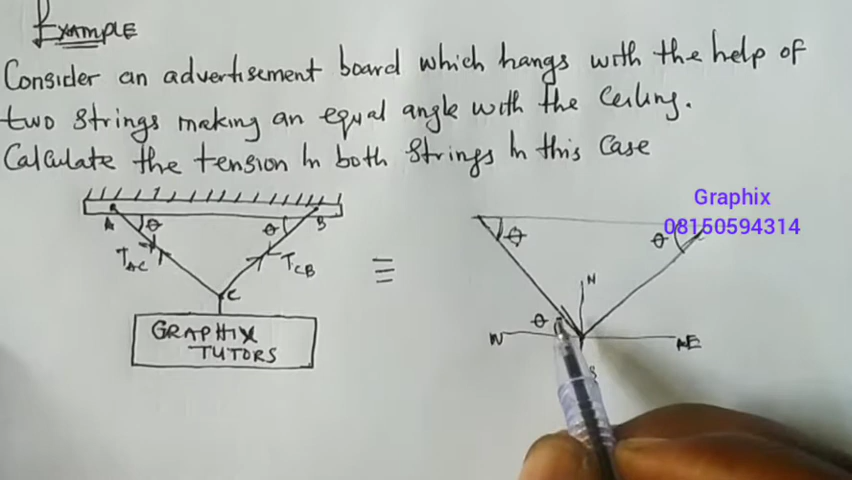 EXAMPLE
Consider an advertisement board which hangs with the help of
two strings making an equal angle with the Ceiling.
Calculate the tension in both strings in this case
Graphix
08150594314
A θ θ B
θ θ
TAC TCB
≡
C
N
θ
W E
S
GRAPHIX
TUTORS